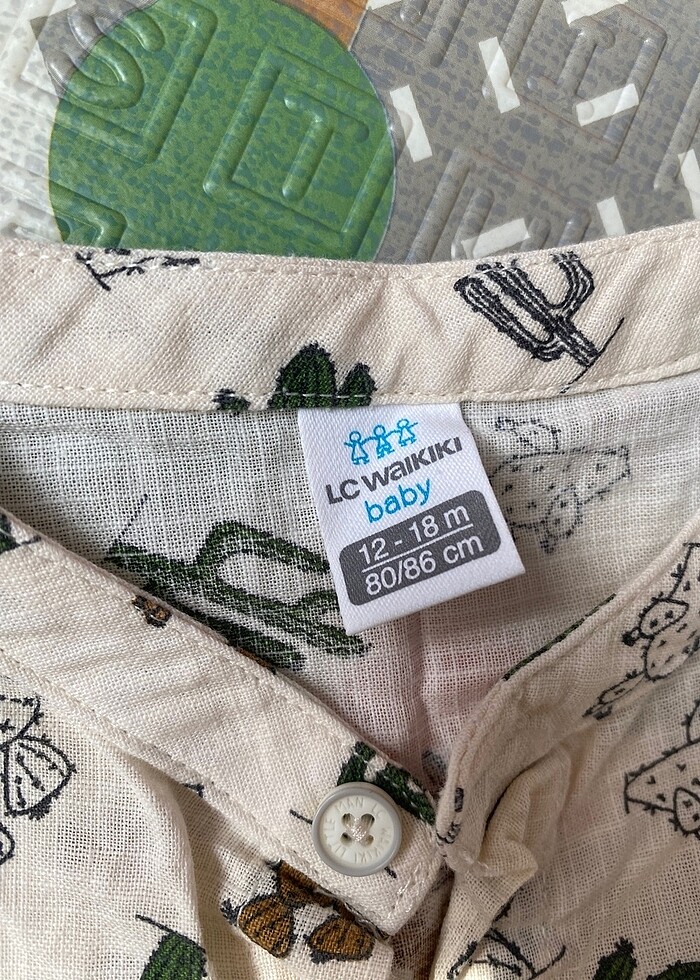 LC WAIKIKI
baby
12 - 18 m
80/86 cm